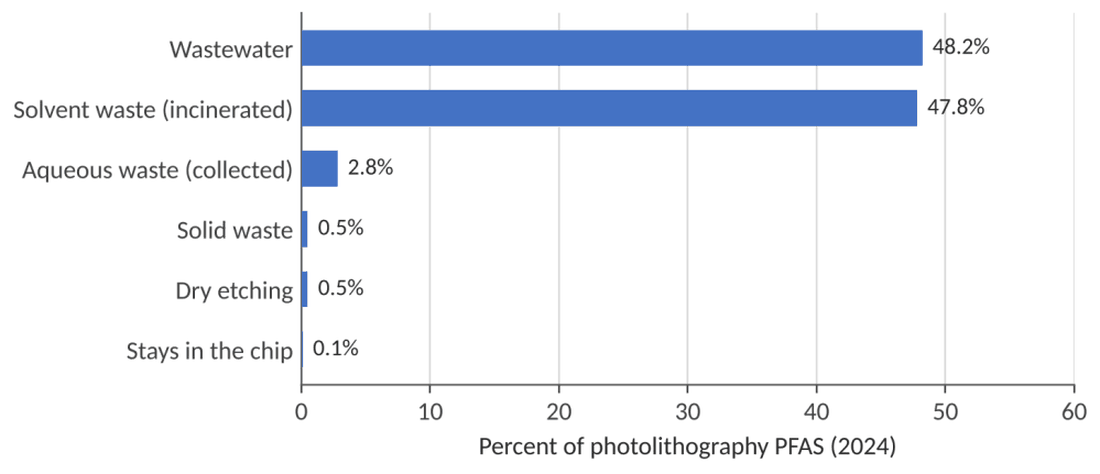 Wastewater 48.2%
Solvent waste (incinerated) 47.8%
Aqueous waste (collected) 2.8%
Solid waste 0.5%
Dry etching 0.5%
Stays in the chip 0.1%
0 10 20 30 40 50 60
Percent of photolithography PFAS (2024)